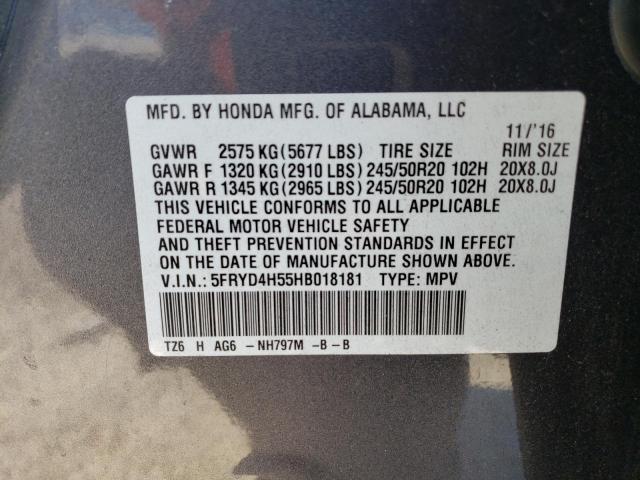 MFD. BY HONDA MFG. OF ALABAMA, LLC
11/'16
GVWR 2575 KG(5677 LBS) TIRE SIZE RIM SIZE
GAWR F 1320 KG(2910 LBS) 245/50R20 102H 20X8.0J
GAWR R 1345 KG(2965 LBS) 245/50R20 102H 20X8.0J
THIS VEHICLE CONFORMS TO ALL APPLICABLE
FEDERAL MOTOR VEHICLE SAFETY
AND THEFT PREVENTION STANDARDS IN EFFECT
ON THE DATE OF MANUFACTURE SHOWN ABOVE.
V.I.N.: 5FRYD4H55HB018181 TYPE: MPV
TZ6 H AG6 - NH797M -B - B